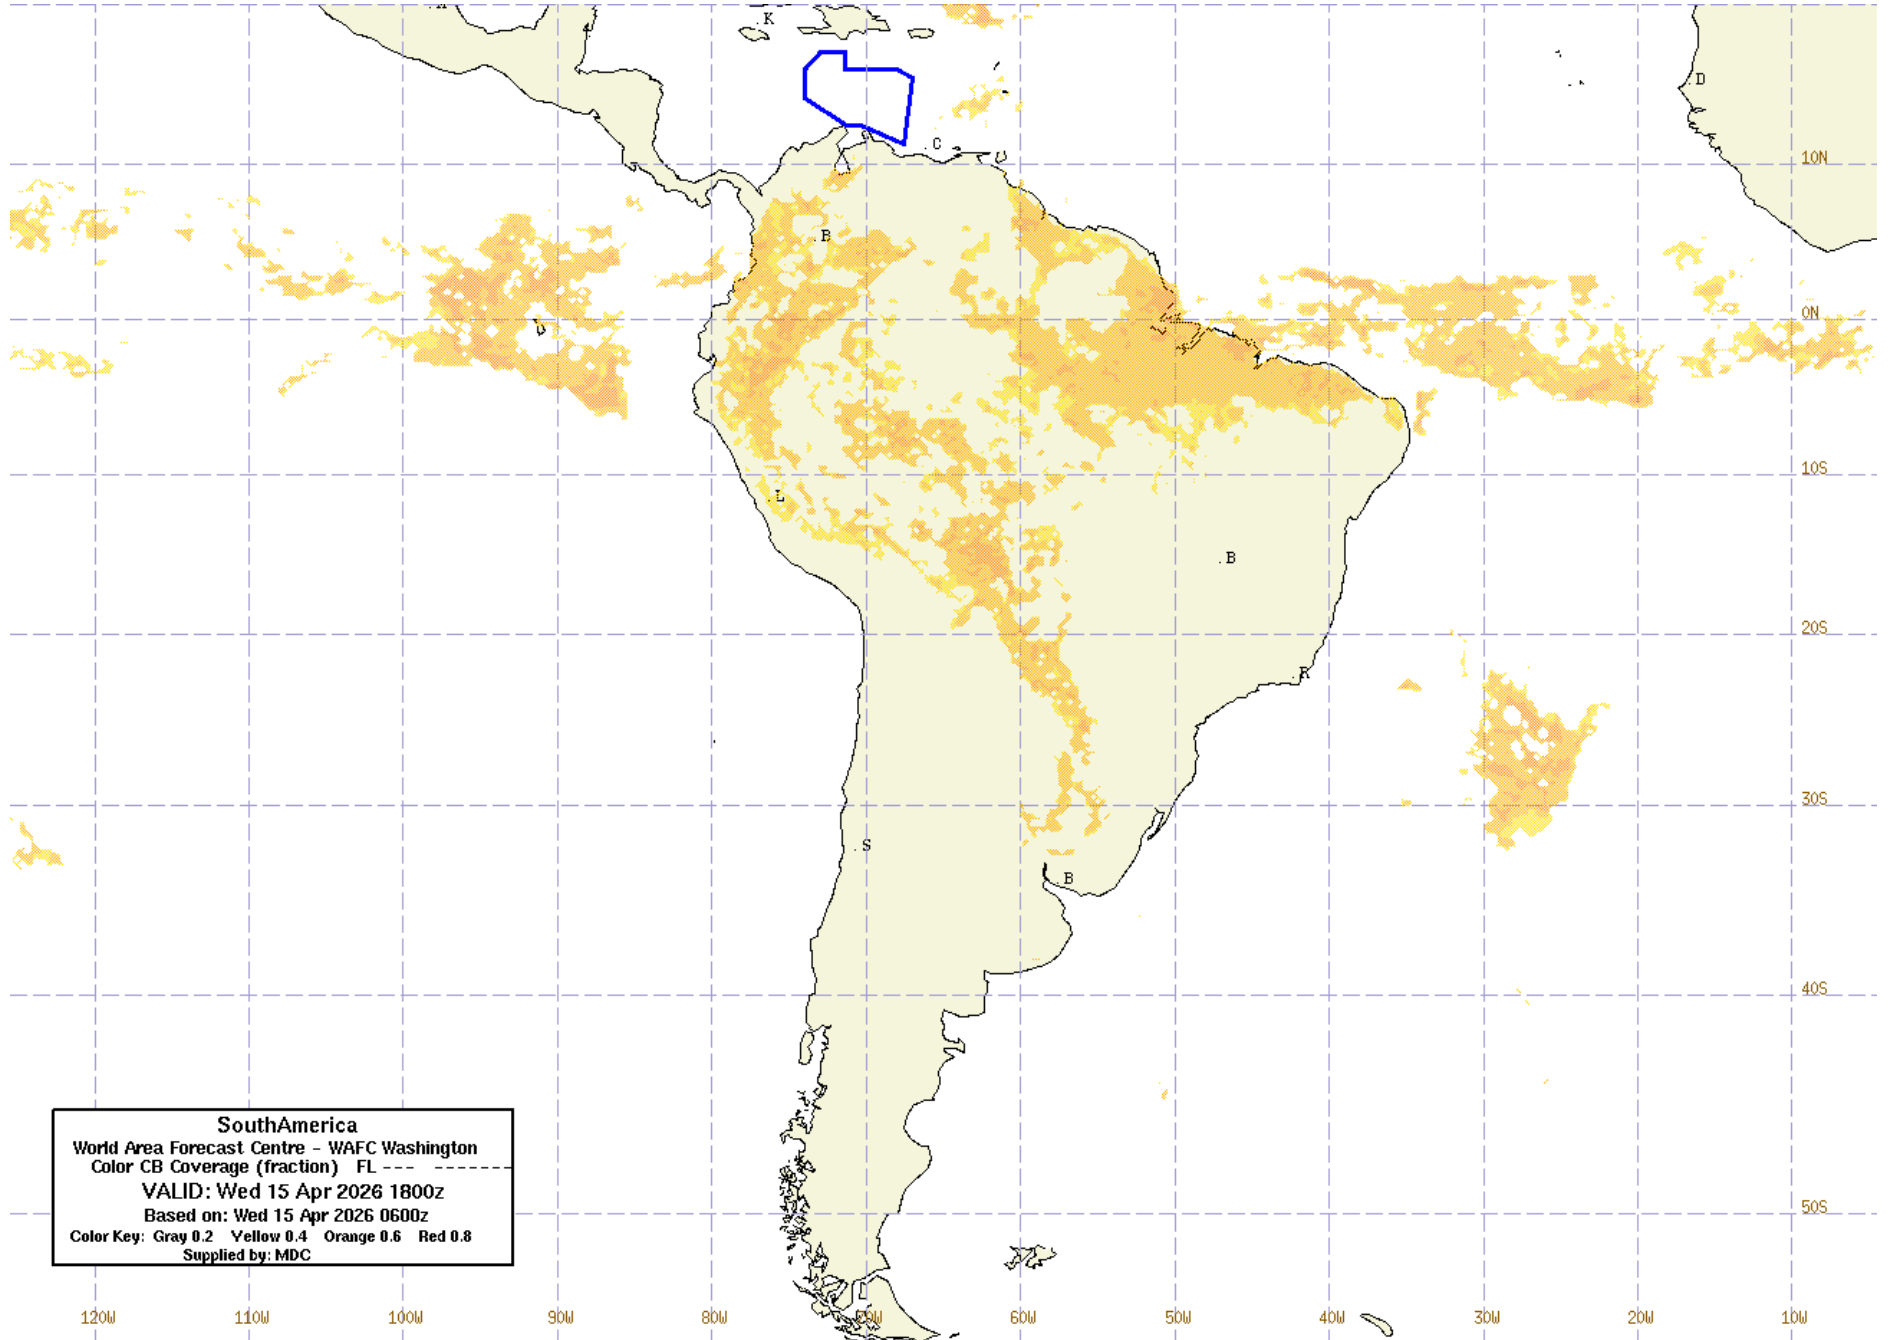 A
K
D
C
10N
B
0N
10S
L
B
20S
R
30S
S
B
40S
50S
SouthAmerica
World Area Forecast Centre - WAFC Washington
Color CB Coverage (fraction) FL --- -------
VALID: Wed 15 Apr 2026 1800z
Based on: Wed 15 Apr 2026 0600z
Color Key: Gray 0.2 Yellow 0.4 Orange 0.6 Red 0.8
Supplied by: MDC
120W 110W 100W 90W 80W 70W 60W 50W 40W 30W 20W 10W